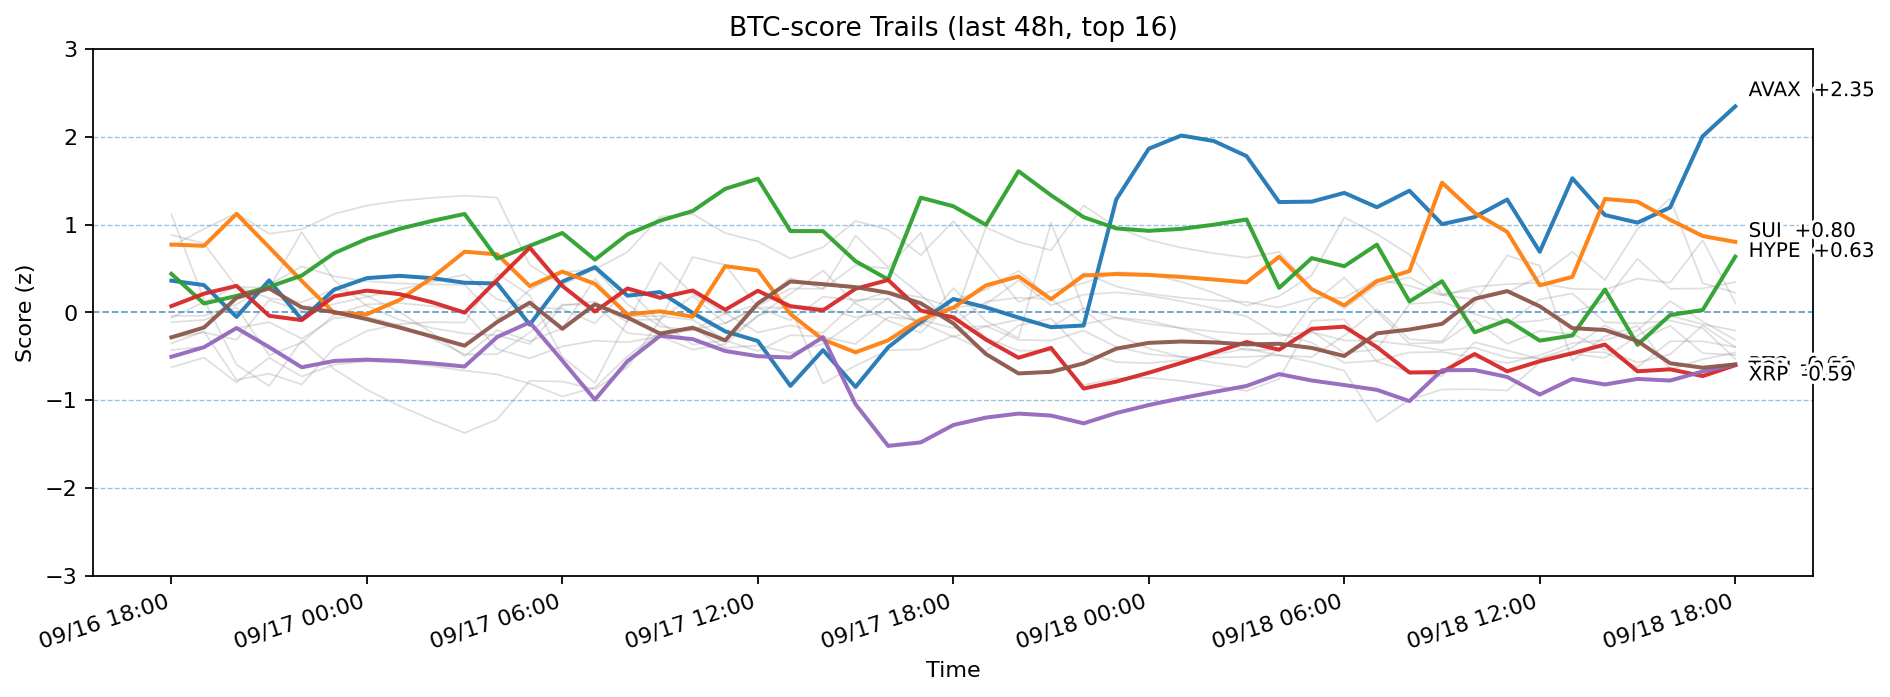 BTC-score Trails (last 48h, top 16)
3
2
1
0
−1
−2
−3
Score (z)
AVAX +2.35
SUI +0.80
HYPE +0.63
XRP -0.59
09/16 18:00
09/17 00:00
09/17 06:00
09/17 12:00
09/17 18:00
09/18 00:00
09/18 06:00
09/18 12:00
09/18 18:00
Time